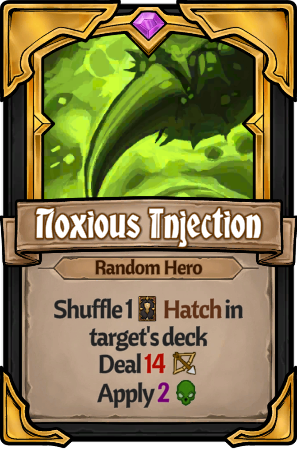 Noxious Injection
Random Hero
Shuffle 1 Hatch in
target's deck
Deal 14
Apply 2